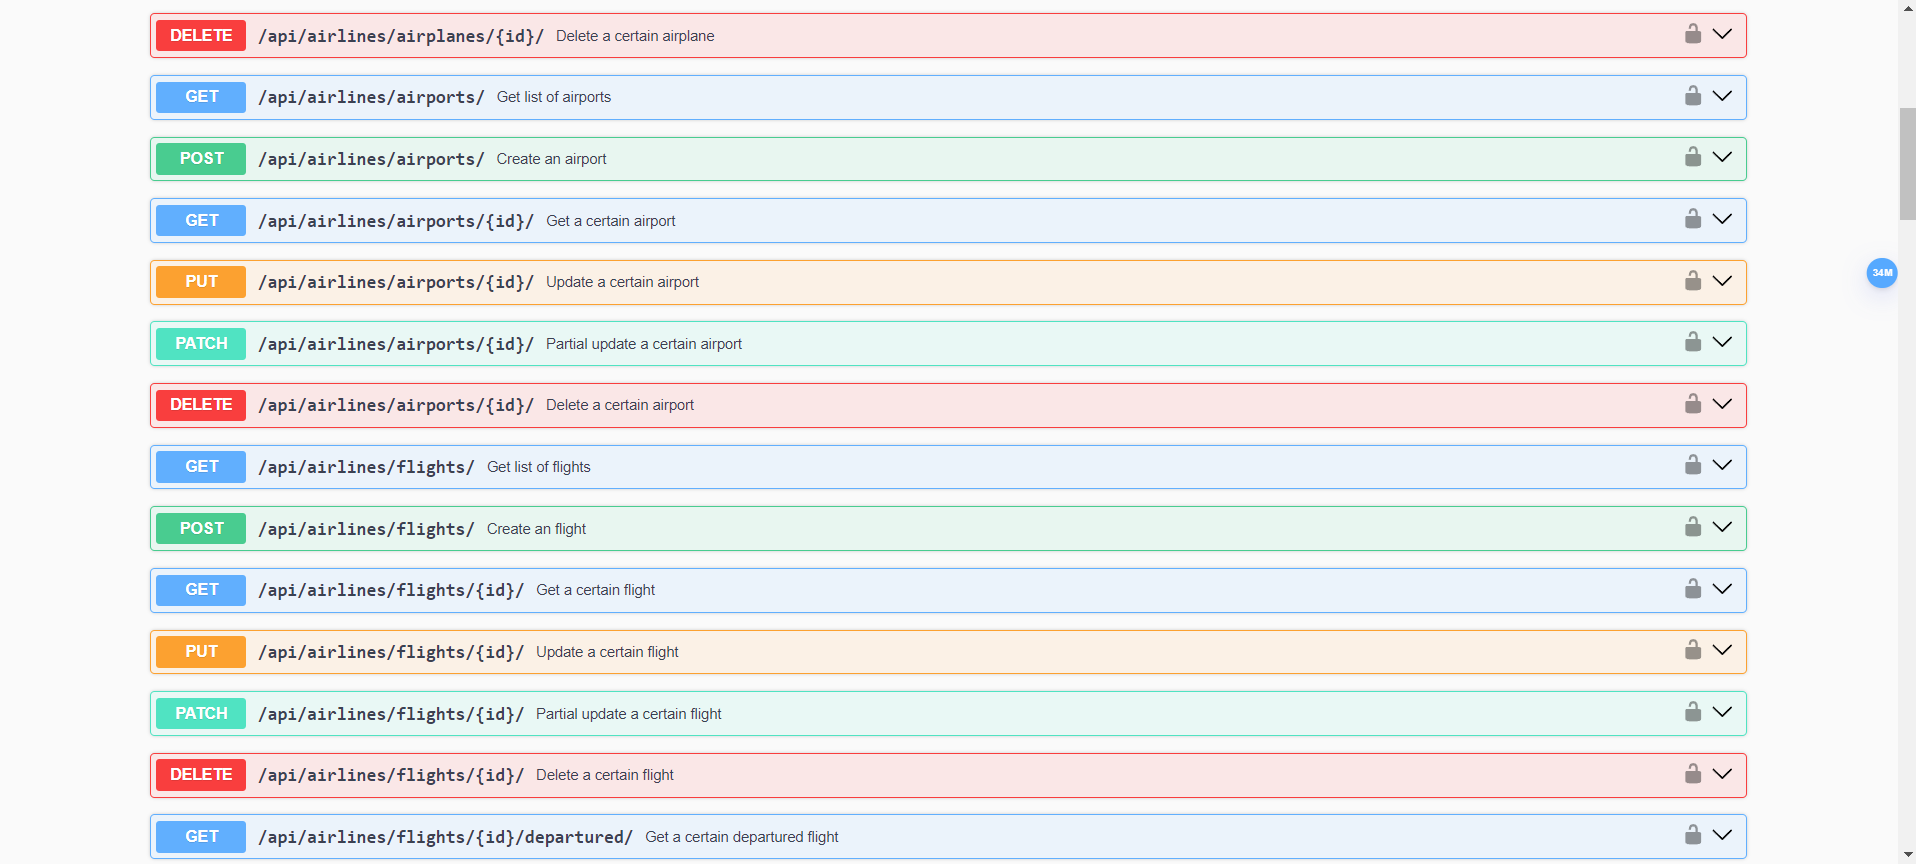 DELETE /api/airlines/airplanes/{id}/ Delete a certain airplane
GET /api/airlines/airports/ Get list of airports
POST /api/airlines/airports/ Create an airport
GET /api/airlines/airports/{id}/ Get a certain airport
PUT /api/airlines/airports/{id}/ Update a certain airport
34M
PATCH /api/airlines/airports/{id}/ Partial update a certain airport
DELETE /api/airlines/airports/{id}/ Delete a certain airport
GET /api/airlines/flights/ Get list of flights
POST /api/airlines/flights/ Create an flight
GET /api/airlines/flights/{id}/ Get a certain flight
PUT /api/airlines/flights/{id}/ Update a certain flight
PATCH /api/airlines/flights/{id}/ Partial update a certain flight
DELETE /api/airlines/flights/{id}/ Delete a certain flight
GET /api/airlines/flights/{id}/departured/ Get a certain departured flight